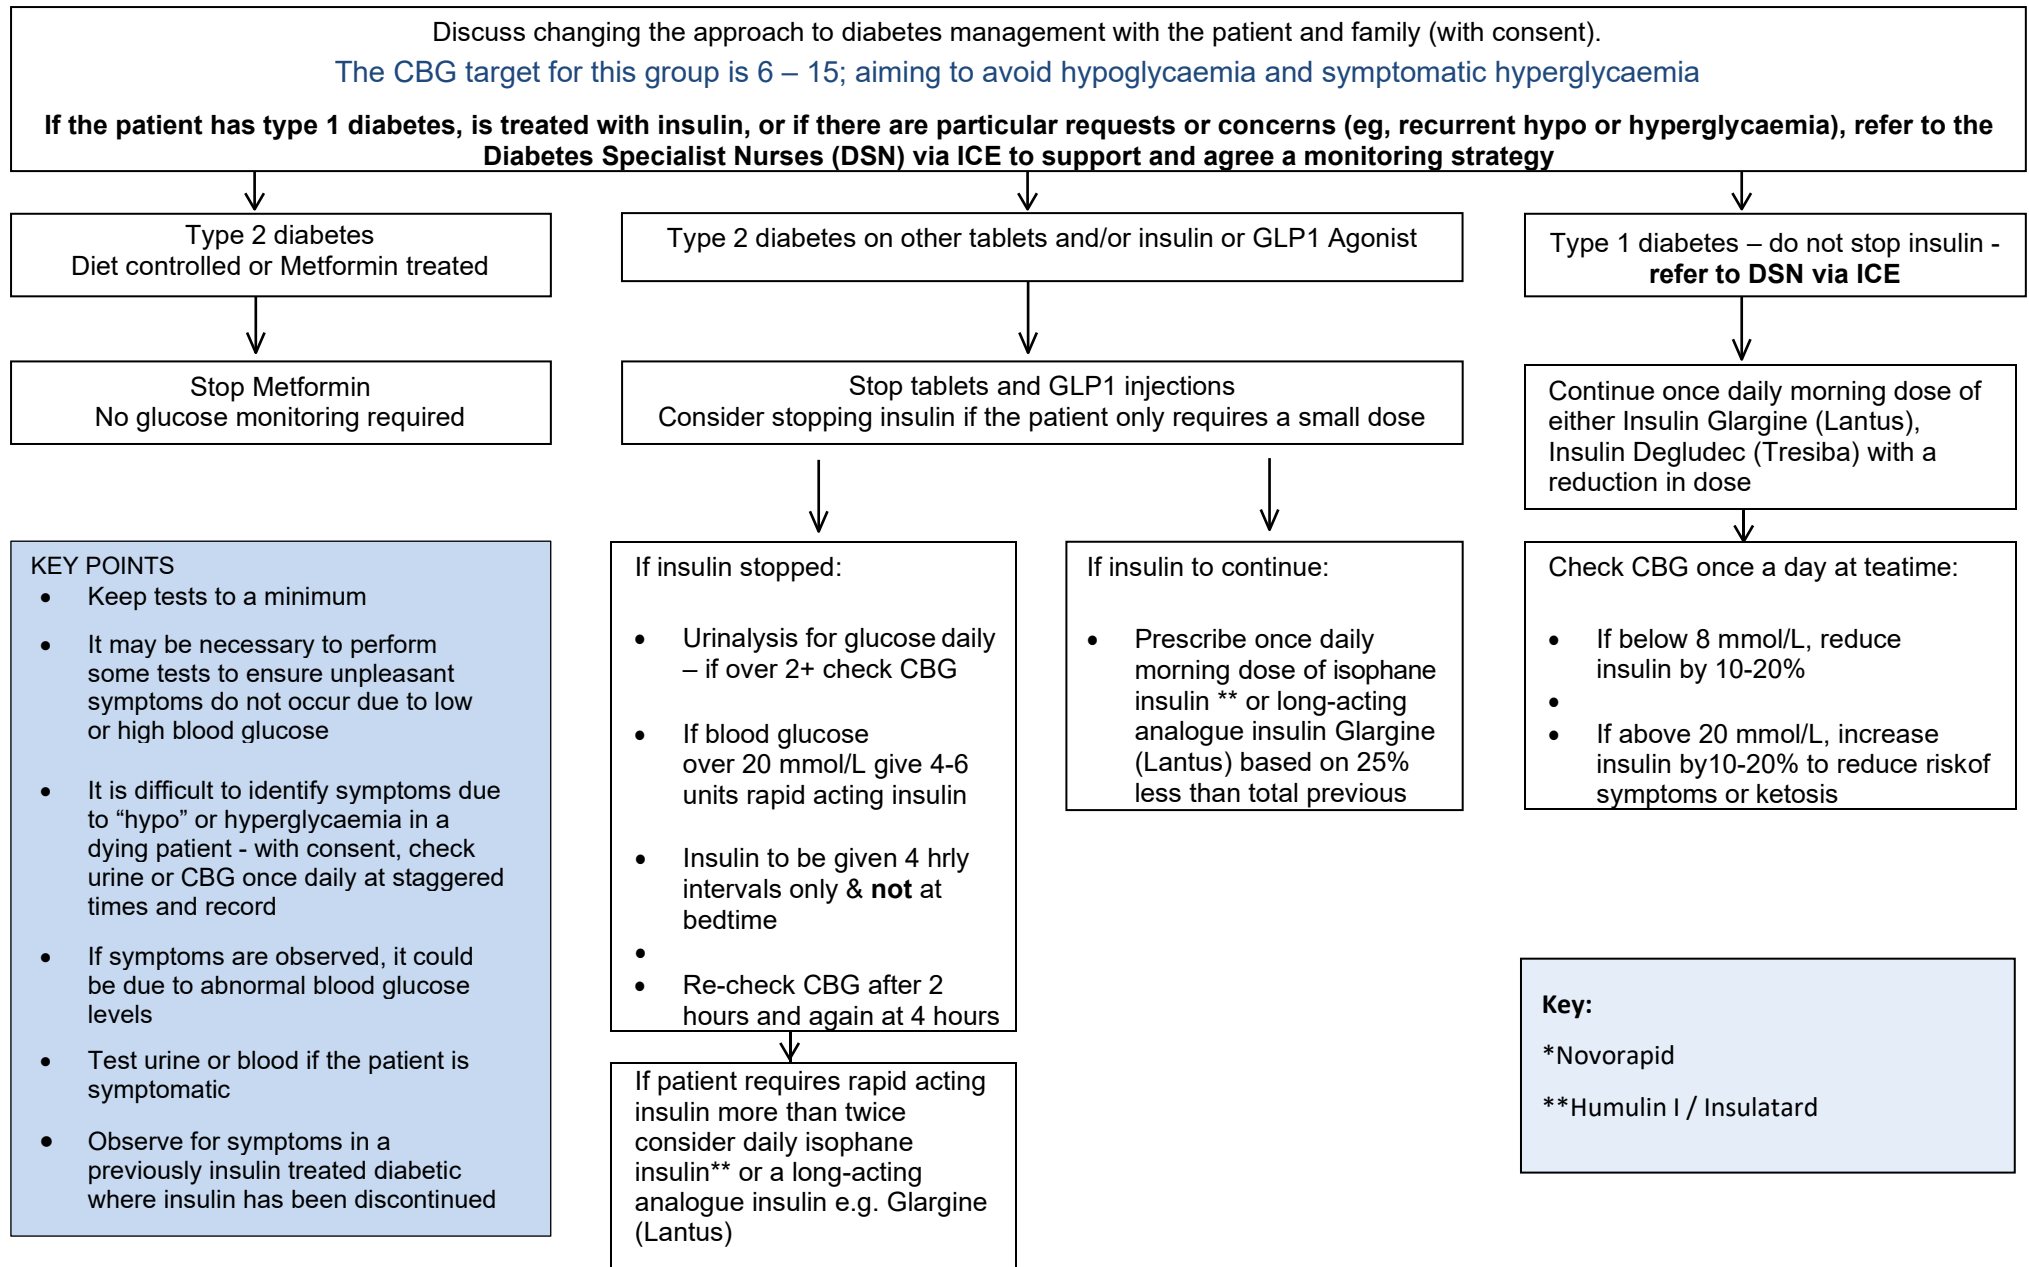 Discuss changing the approach to diabetes management with the patient and family (with consent).
The CBG target for this group is 6 – 15; aiming to avoid hypoglycaemia and symptomatic hyperglycaemia
If the patient has type 1 diabetes, is treated with insulin, or if there are particular requests or concerns (eg, recurrent hypo or hyperglycaemia), refer to the
Diabetes Specialist Nurses (DSN) via ICE to support and agree a monitoring strategy
Type 2 diabetes
Diet controlled or Metformin treated
Type 2 diabetes on other tablets and/or insulin or GLP1 Agonist
Type 1 diabetes – do not stop insulin -
refer to DSN via ICE
Stop Metformin
No glucose monitoring required
Stop tablets and GLP1 injections
Consider stopping insulin if the patient only requires a small dose
Continue once daily morning dose of
either Insulin Glargine (Lantus),
Insulin Degludec (Tresiba) with a
reduction in dose
KEY POINTS
• Keep tests to a minimum
• It may be necessary to perform
some tests to ensure unpleasant
symptoms do not occur due to low
or high blood glucose
• It is difficult to identify symptoms due
to “hypo” or hyperglycaemia in a
dying patient - with consent, check
urine or CBG once daily at staggered
times and record
• If symptoms are observed, it could
be due to abnormal blood glucose
levels
• Test urine or blood if the patient is
symptomatic
• Observe for symptoms in a
previously insulin treated diabetic
where insulin has been discontinued
If insulin stopped:
• Urinalysis for glucose daily
– if over 2+ check CBG
• If blood glucose
over 20 mmol/L give 4-6
units rapid acting insulin
• Insulin to be given 4 hrly
intervals only & not at
bedtime
•
• Re-check CBG after 2
hours and again at 4 hours
If patient requires rapid acting
insulin more than twice
consider daily isophane
insulin** or a long-acting
analogue insulin e.g. Glargine
(Lantus)
If insulin to continue:
• Prescribe once daily
morning dose of isophane
insulin ** or long-acting
analogue insulin Glargine
(Lantus) based on 25%
less than total previous
Check CBG once a day at teatime:
• If below 8 mmol/L, reduce
insulin by 10-20%
•
• If above 20 mmol/L, increase
insulin by10-20% to reduce riskof
symptoms or ketosis
Key:
*Novorapid
**Humulin I / Insulatard